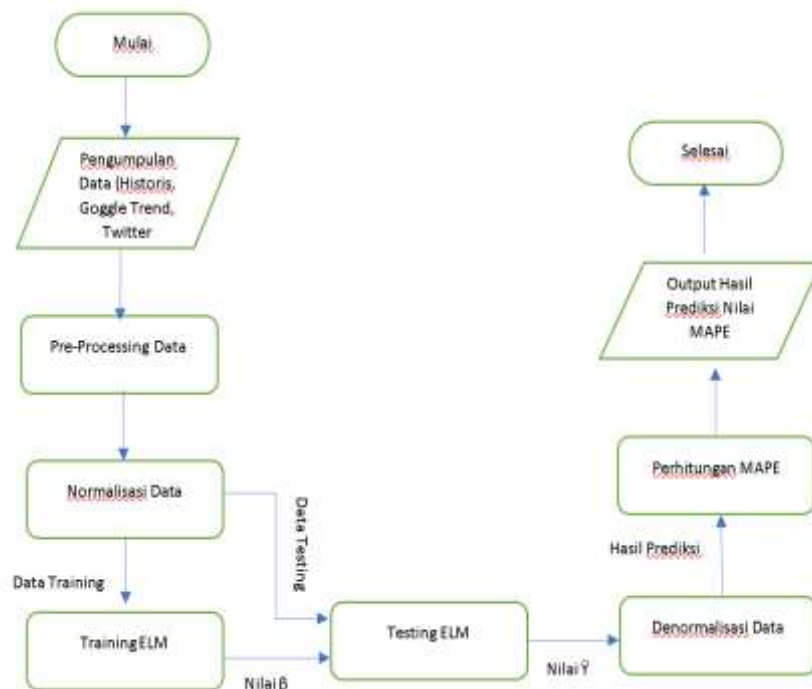 Mulai
Pengumpulan
Data (Historis,
Goggle Trend,
Twitter
Pre-Processing Data
Normalisasi Data
Data Training
Data Testing
Training ELM
Nilai β
Testing ELM
Nilai Ŷ
Denormalisasi Data
Hasil Prediksi
Perhitungan MAPE
Output Hasil
Prediksi Nilai
MAPE
Selesai